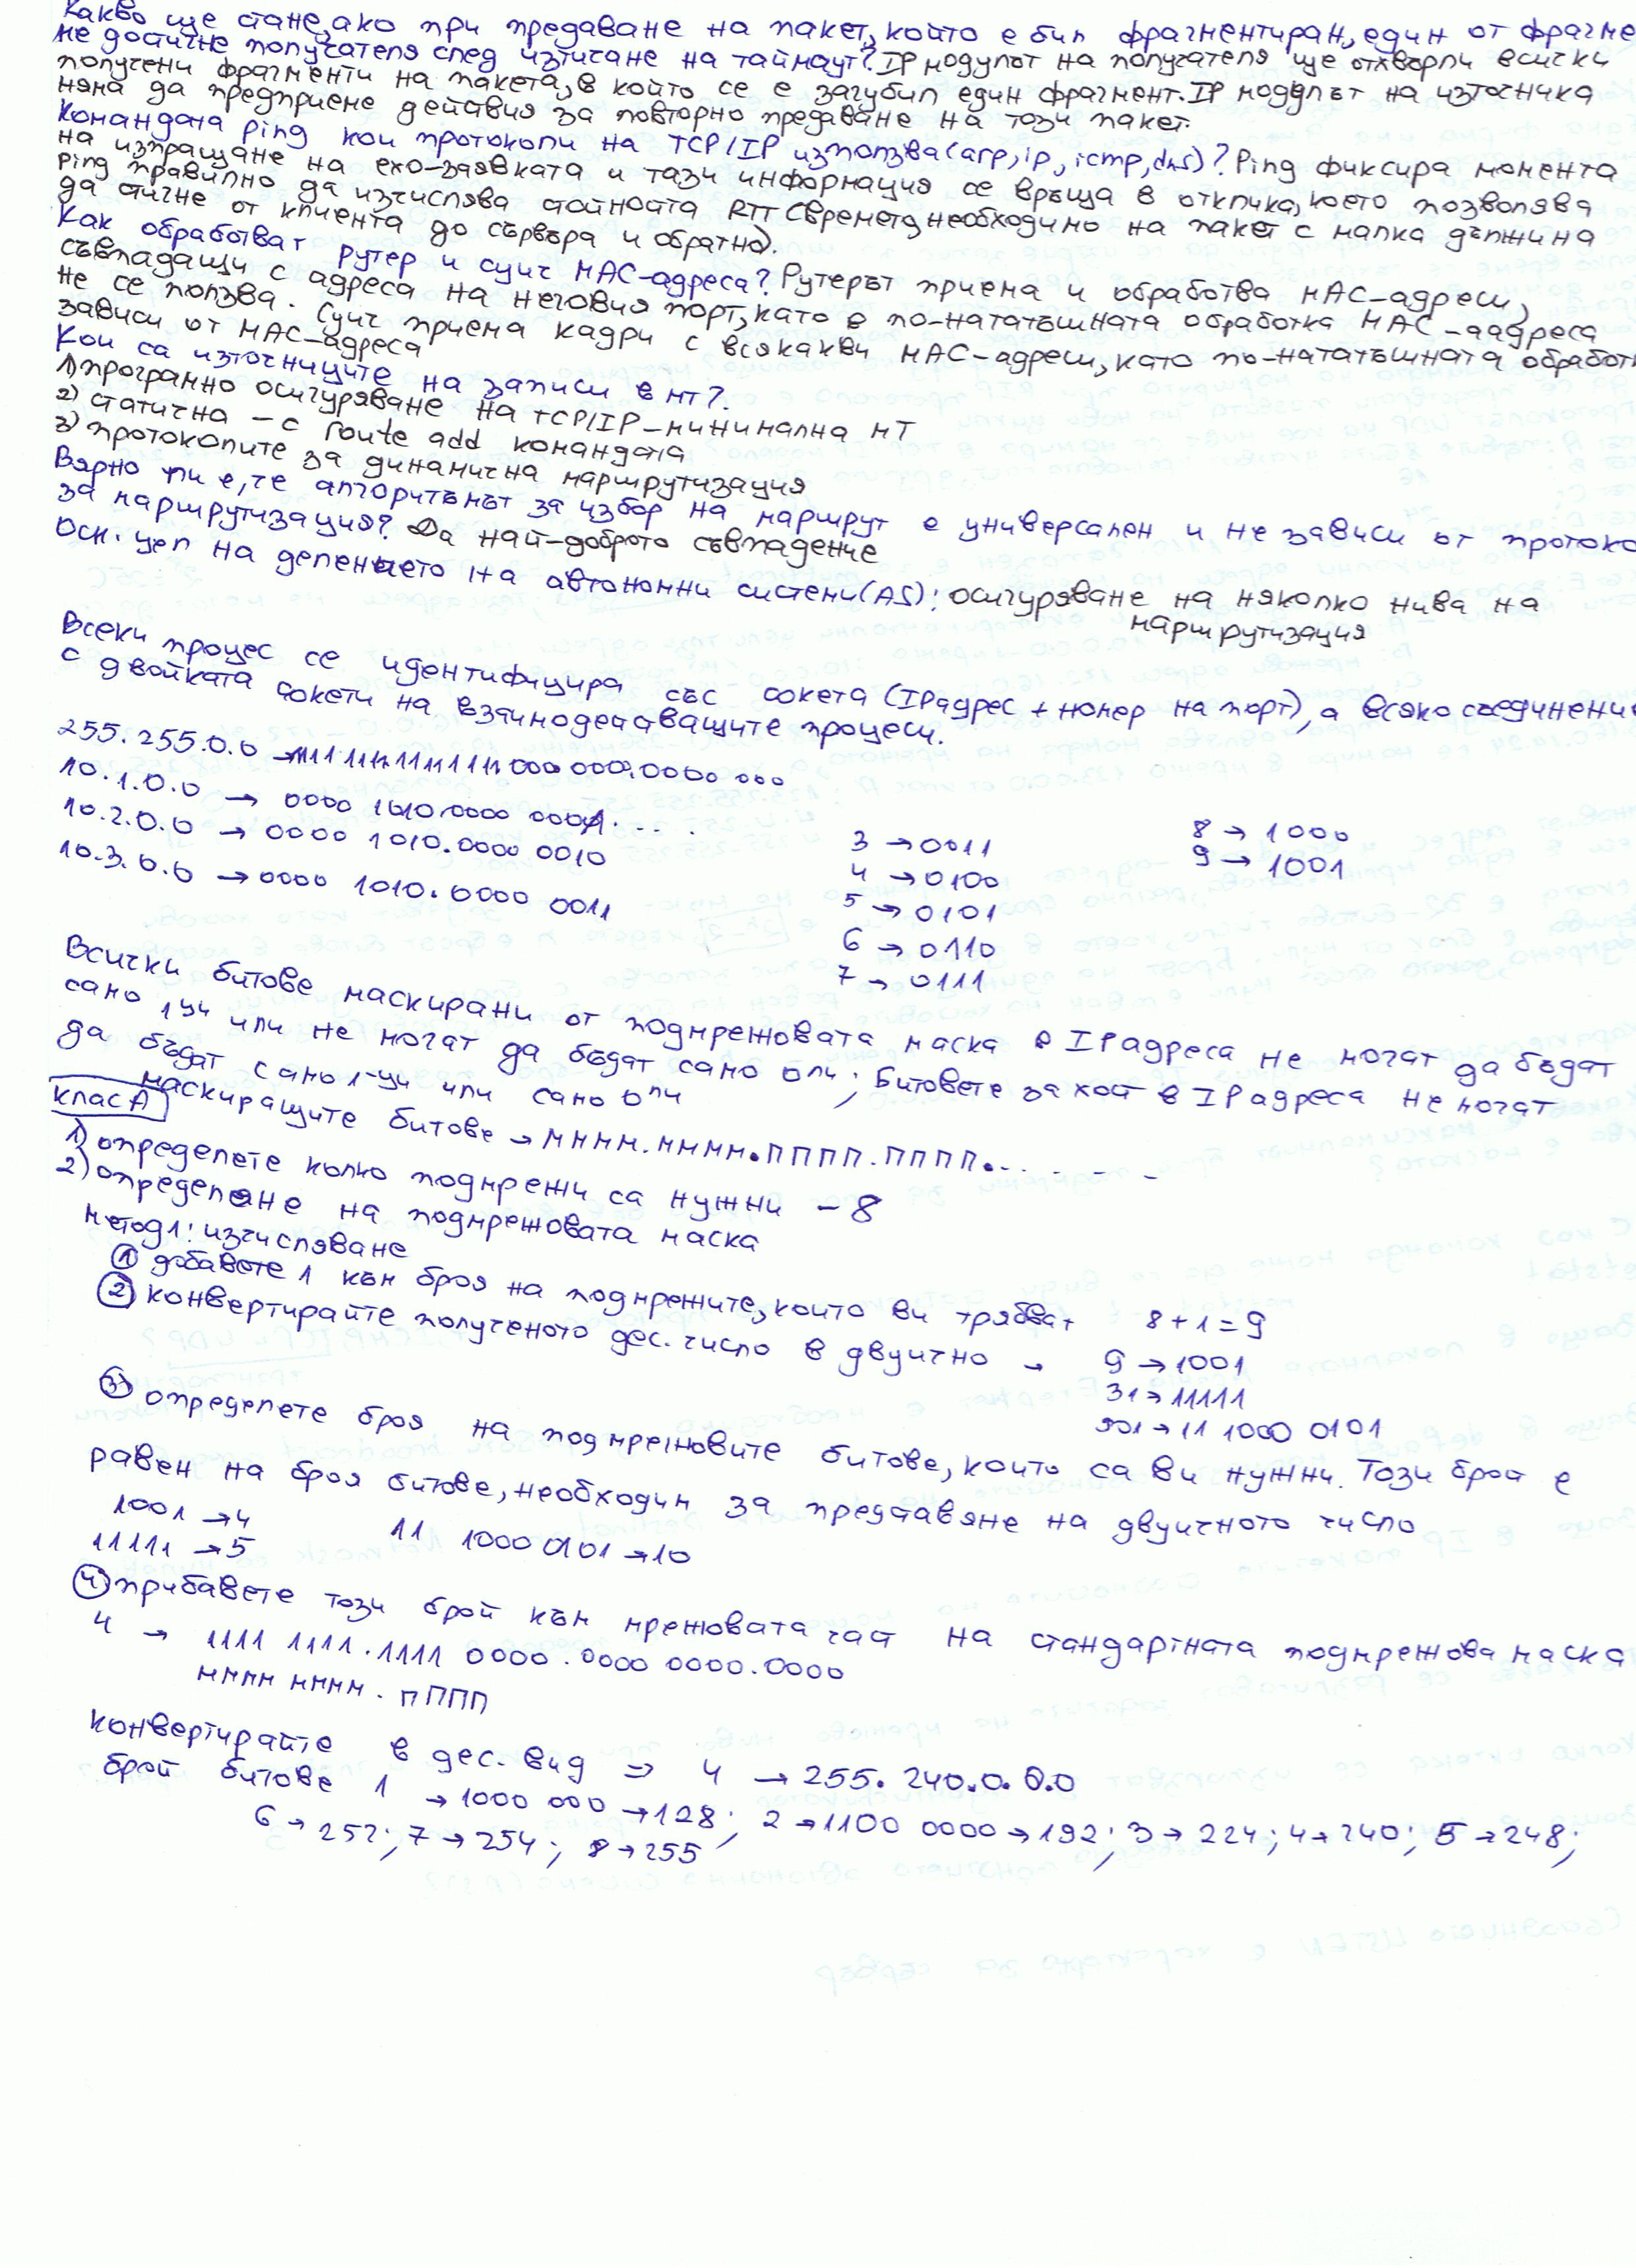 Какво ще стане, ако при предаване на пакет, който е бил фрагментиран, един от фрагме
не достигне получателя след изтичане на таймаут? IP модулът на получателя ще отхвърли всички
получени фрагменти на пакета, в който се е загубил един фрагмент. IP модулът на източника
няма да предприеме действия за повторно предаване на този пакет.
Командата ping кои протоколи на TCP/IP използва (arp, ip, icmp, dns)? Ping фиксира момента
на изпращане на ехо-заявката и тази информация се връща в отклика, което позволява
ping правилно да изчислява стойността RTT (времето, необходимо на пакет с малка дължина
да стигне от клиента до сървъра и обратно).
Как обработват рутер и суич MAC-адреса? Рутерът приема и обработва MAC-адреси,
съвпадащи с адреса на неговия порт, като в по-нататъшната обработка MAC-аадреса
не се ползва. Суич приема кадри с всякакви MAC-адреси, като по-нататъшната обработ
зависи от MAC-адреса
Кои са източниците на записи в МТ?
1) програмно осигуряване на TCP/IP-минимална МТ
2) статична – с route add командата
3) протоколите за динамична маршрутизация
Вярно ли е, че алгоритъмът за избор на маршрут е универсален и не зависи от протоко
за маршрутизация? Да най-доброто съвпадение
Осн. цел на деленето на автономни системи (AS): осигуряване на няколко нива на
маршрутизация
Всеки процес се идентифицира със сокета (IP адрес + номер на порт), а всяко съединение
с двойката сокети на взаимодействащите процеси.
255.255.0.0 → 1111 1111.1111 1111.000 000.0000 000
10.1.0.0 → 0000 1010.0000 0001. . . .
10.2.0.0 → 0000 1010.0000 0010
10.3.0.0 → 0000 1010.0000 0011
3 → 0011
4 → 0100
5 → 0101
6 → 0110
7 → 0111
8 → 1000
9 → 1001
Всички битове маскирани от подмрежовата маска в IP адреса не могат да бъдат
само 1ци или не могат да бъдат само 0ли; Битовете за хост в IP адреса не могат
да бъдат само 1-ци или само 0ли
клас А
маскиращите битове → мммм.мммм.пппп.пппп. . . - - -
1) определете колко подмрежи са нужни – 8
2) определяне на подмрежовата маска
метод1: изчисляване
① добавете 1 към броя на подмрежите, които ви трябват 8+1=9
② конвертирайте полученото дес. число в двуично → 9 → 1001
31 → 11111
901 → 11 1000 0101
③ определете броя на подмрежовите битове, които са ви нужни. Този брой е
равен на броя битове, необходим за представяне на двуичното число
1001 → 4
11111 → 5
11 1000 0101 → 10
④ прибавете този брой към мрежовата част на стандартната подмрежова маска
4 → 1111 1111.1111 0000.0000 0000.0000
мммм мммм.пппп
конвертирайте в дес. вид ⇒ 4 → 255.240.0.0.0
брой битове 1 → 1000 000 → 128; 2 → 1100 0000 → 192; 3 → 224; 4 → 240; 5 → 248;
6 → 252; 7 → 254; 8 → 255